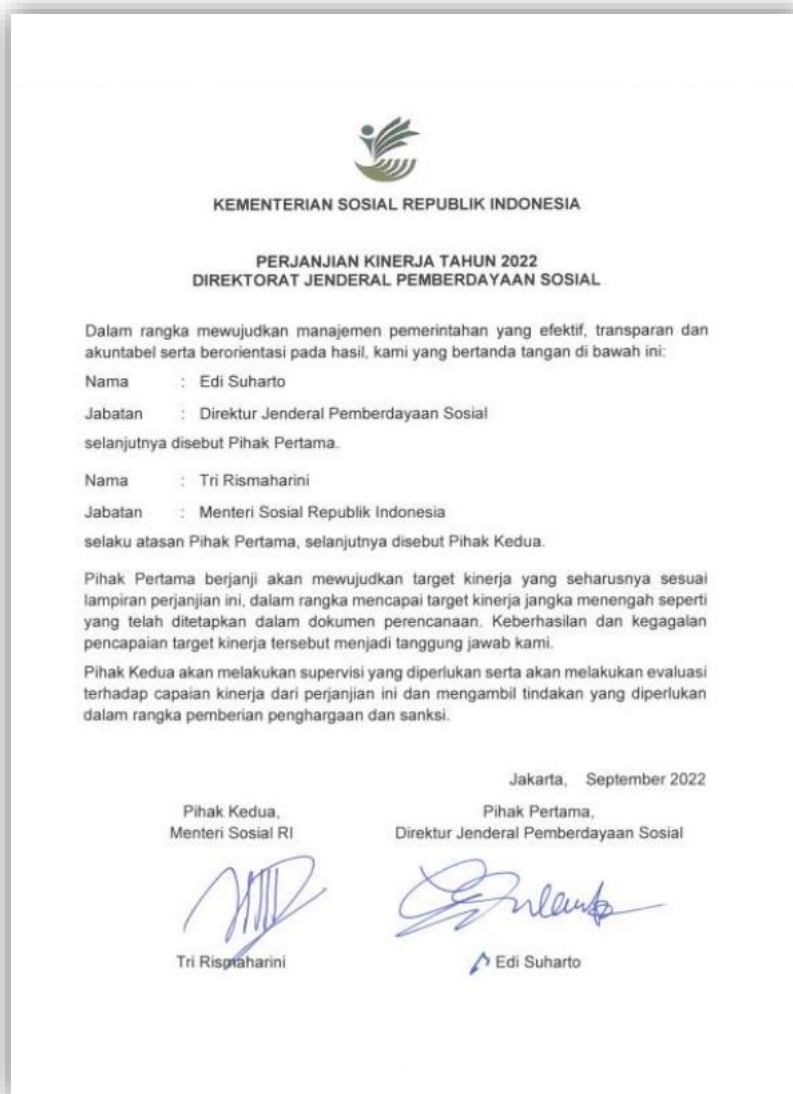 KEMENTERIAN SOSIAL REPUBLIK INDONESIA
PERJANJIAN KINERJA TAHUN 2022
DIREKTORAT JENDERAL PEMBERDAYAAN SOSIAL
Dalam rangka mewujudkan manajemen pemerintahan yang efektif, transparan dan
akuntabel serta berorientasi pada hasil, kami yang bertanda tangan di bawah ini:
Nama : Edi Suharto
Jabatan : Direktur Jenderal Pemberdayaan Sosial
selanjutnya disebut Pihak Pertama.
Nama : Tri Rismaharini
Jabatan : Menteri Sosial Republik Indonesia
selaku atasan Pihak Pertama, selanjutnya disebut Pihak Kedua.
Pihak Pertama berjanji akan mewujudkan target kinerja yang seharusnya sesuai
lampiran perjanjian ini, dalam rangka mencapai target kinerja jangka menengah seperti
yang telah ditetapkan dalam dokumen perencanaan. Keberhasilan dan kegagalan
pencapaian target kinerja tersebut menjadi tanggung jawab kami.
Pihak Kedua akan melakukan supervisi yang diperlukan serta akan melakukan evaluasi
terhadap capaian kinerja dari perjanjian ini dan mengambil tindakan yang diperlukan
dalam rangka pemberian penghargaan dan sanksi.
Jakarta, September 2022
Pihak Kedua,
Menteri Sosial RI
Pihak Pertama,
Direktur Jenderal Pemberdayaan Sosial
Tri Rismaharini
Edi Suharto